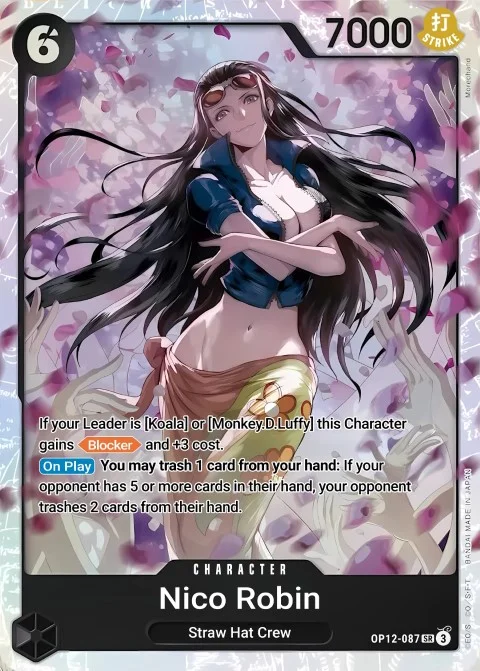 6
7000
打
STRIKE
Morechand
If your Leader is [Koala] or [Monkey.D.Luffy] this Character
gains Blocker and +3 cost.
On Play You may trash 1 card from your hand: If your
opponent has 5 or more cards in their hand, your opponent
trashes 2 cards from their hand.
©E.O/S. ©O./S.・F・T BANDAI MADE IN JAPAN
CHARACTER
Nico Robin
Straw Hat Crew
OP12-087 SR 3